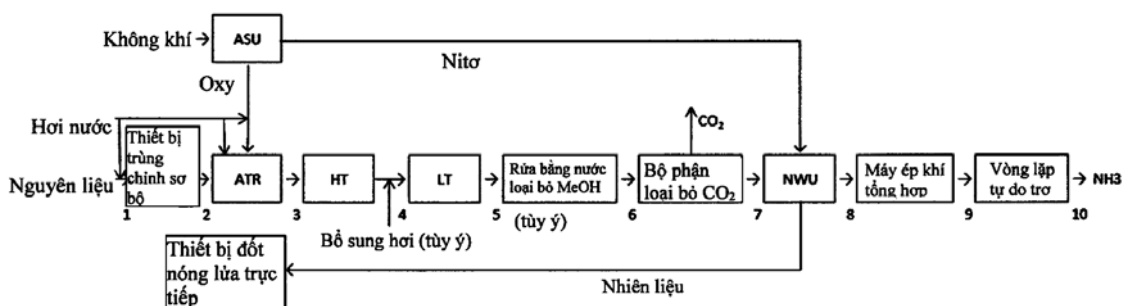 Không khí
ASU
Nitơ
Oxy
Hơi nước
Thiết bị
trùng
chỉnh sơ
bộ
Nguyên liệu
ATR
HT
LT
Rửa bằng nước
loại bỏ MeOH
Bộ phận
loại bỏ CO₂
CO₂
NWU
Máy ép khí
tổng hợp
Vòng lặp
tự do trơ
NH3
1
2
3
4
5
6
7
8
9
10
(tùy ý)
Bổ sung hơi (tùy ý)
Thiết bị đốt
nóng lửa trực
tiếp
Nhiên liệu